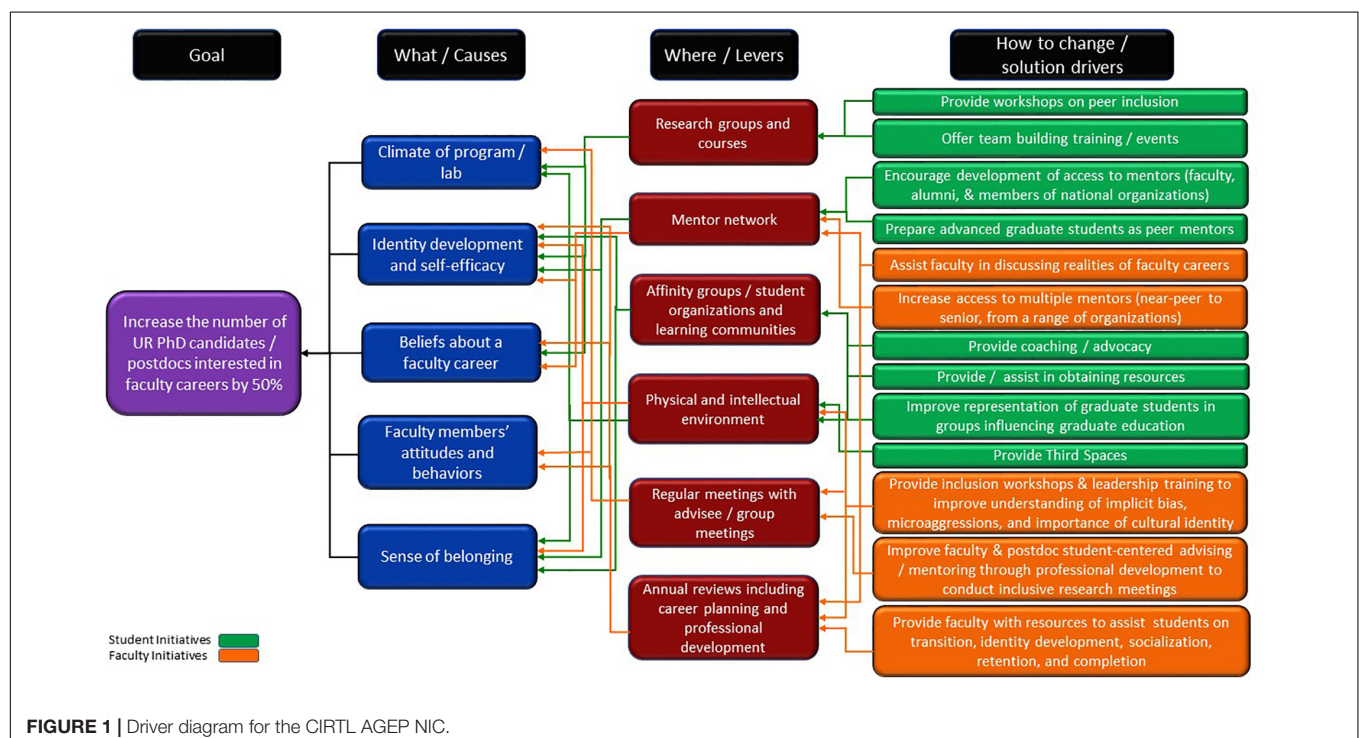 Goal
What / Causes
Where / Levers
How to change /
solution drivers
Increase the number of
UR PhD candidates /
postdocs interested in
faculty careers by 50%
Climate of program /
lab
Identity development
and self-efficacy
Beliefs about a
faculty career
Faculty members'
attitudes and
behaviors
Sense of belonging
Research groups and
courses
Mentor network
Affinity groups / student
organizations and
learning communities
Physical and intellectual
environment
Regular meetings with
advisee / group
meetings
Annual reviews including
career planning and
professional
development
Provide workshops on peer inclusion
Offer team building training / events
Encourage development of access to mentors (faculty,
alumni, & members of national organizations)
Prepare advanced graduate students as peer mentors
Assist faculty in discussing realities of faculty careers
Increase access to multiple mentors (near-peer to
senior, from a range of organizations)
Provide coaching / advocacy
Provide / assist in obtaining resources
Improve representation of graduate students in
groups influencing graduate education
Provide Third Spaces
Provide inclusion workshops & leadership training to
improve understanding of implicit bias,
microaggressions, and importance of cultural identity
Improve faculty & postdoc student-centered advising
/ mentoring through professional development to
conduct inclusive research meetings
Provide faculty with resources to assist students on
transition, identity development, socialization,
retention, and completion
Student Initiatives
Faculty Initiatives
FIGURE 1 | Driver diagram for the CIRTL AGEP NIC.